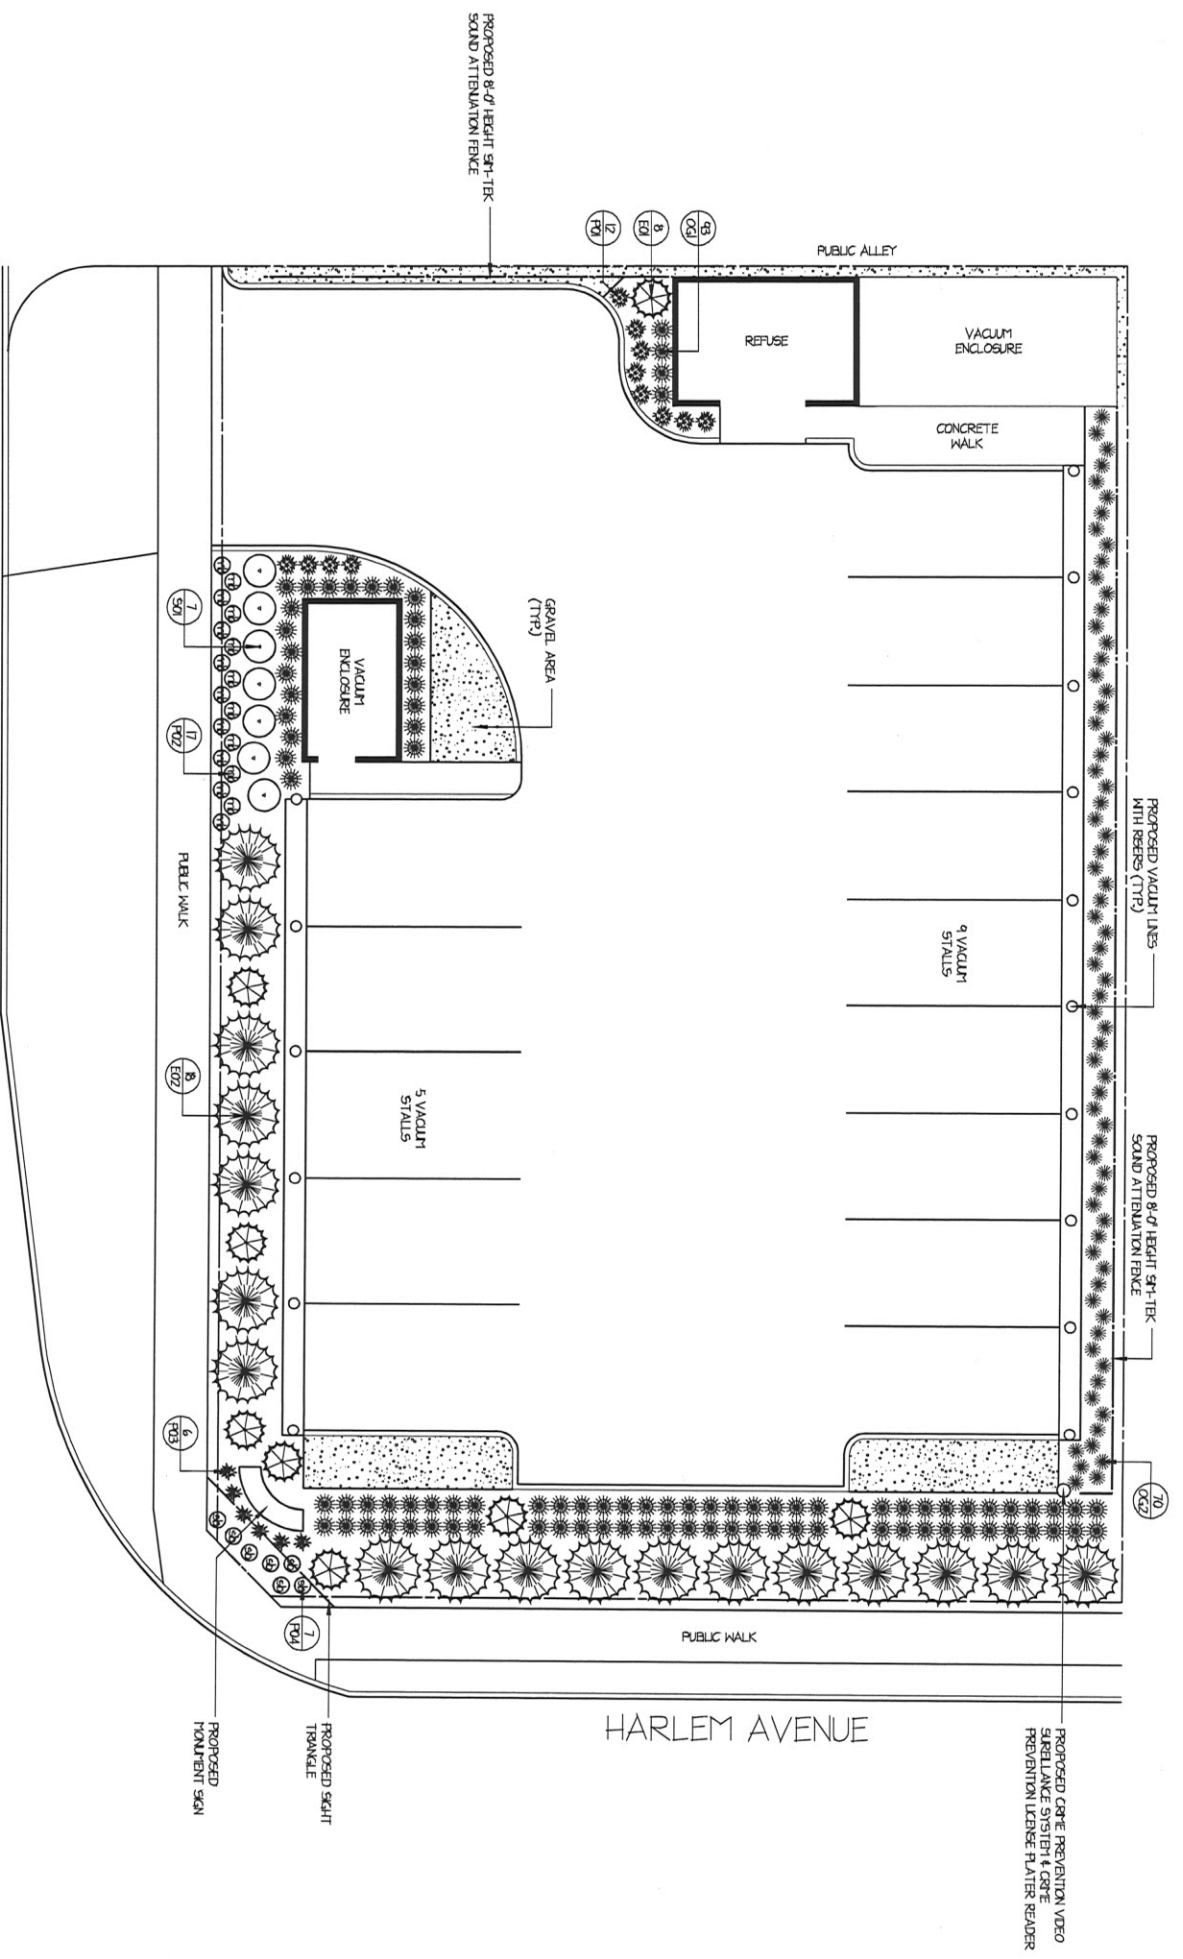 PROPOSED 8'-0" HEIGHT SIM-TEK
SOUND ATTENUATION FENCE
12
P01
8
E01
93
OG1
PUBLIC ALLEY
REFUSE
VACUUM
ENCLOSURE
CONCRETE
WALK
GRAVEL AREA
(TYP.)
VACUUM
ENCLOSURE
7
S01
17
P02
PUBLIC WALK
PROPOSED VACUUM LINES
WITH RISERS (TYP.)
9 VACUUM
STALLS
5 VACUUM
STALLS
18
E02
PROPOSED 8'-0" HEIGHT SIM-TEK
SOUND ATTENUATION FENCE
6
P03
70
OG2
7
P04
PUBLIC WALK
HARLEM AVENUE
PROPOSED SIGHT
TRIANGLE
PROPOSED
MONUMENT SIGN
PROPOSED CRIME PREVENTION VIDEO
SUREILLANCE SYSTEM & CRIME
PREVENTION LICENSE PLATER READER